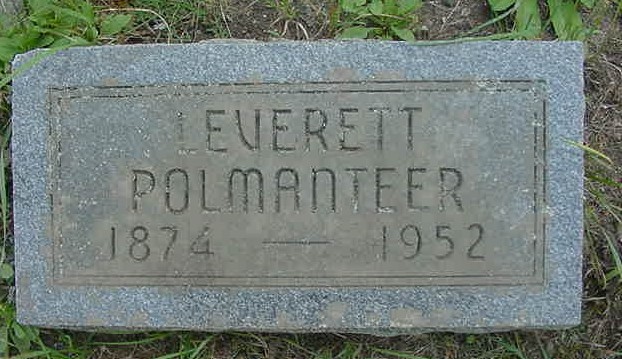 LEVERETT
POLMANTEER
1874 — 1952